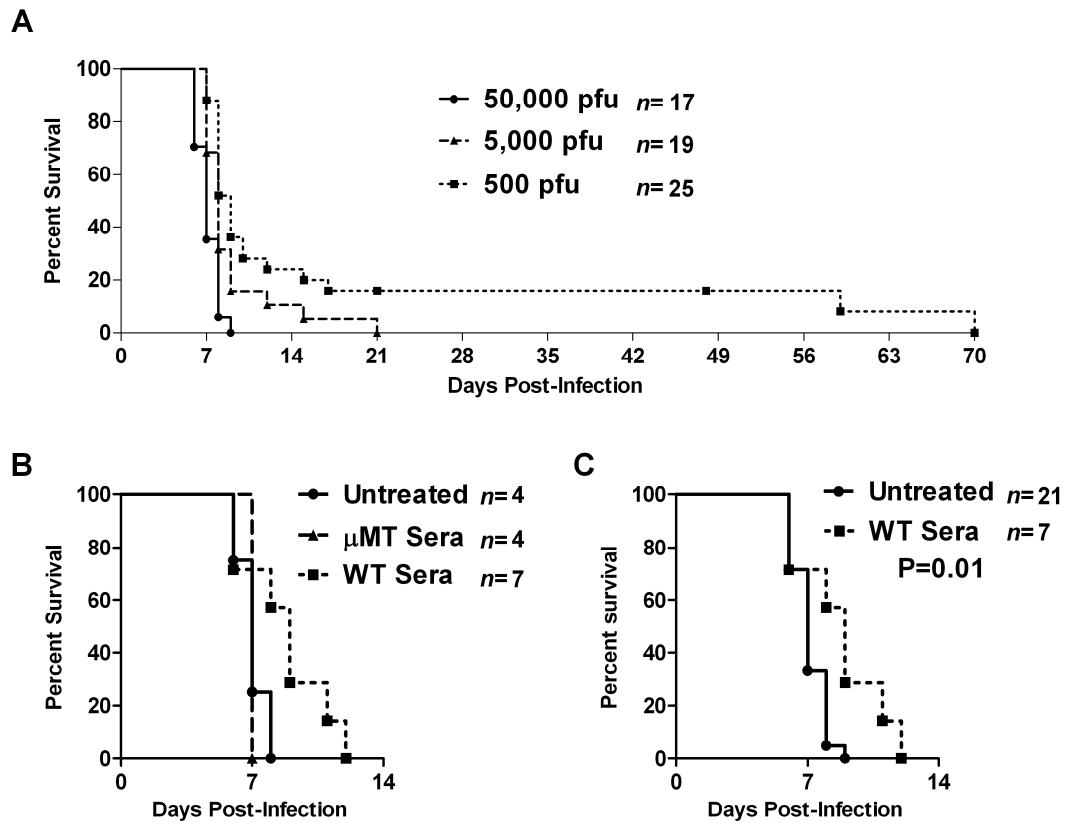 A
100
80
60
40
20
0
Percent Survival
50,000 pfu n= 17
5,000 pfu n= 19
500 pfu n= 25
0 7 14 21 28 35 42 49 56 63 70
Days Post-Infection
B
100
80
60
40
20
0
Percent Survival
Untreated n= 4
μMT Sera n= 4
WT Sera n= 7
0 7 14
Days Post-Infection
C
100
80
60
40
20
0
Percent survival
Untreated n= 21
WT Sera n= 7
P=0.01
0 7 14
Days Post-Infection